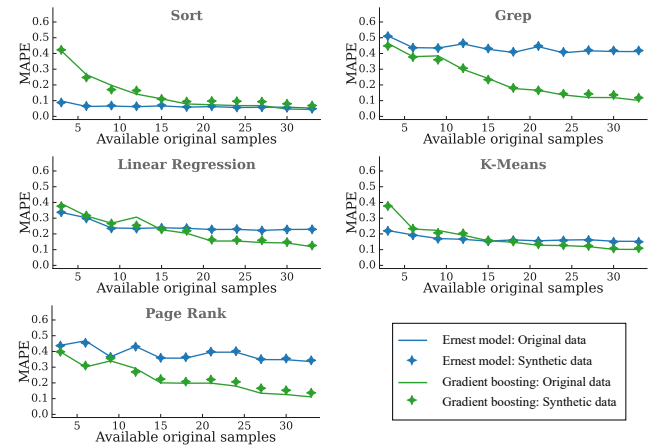 Sort
0.6
0.5
0.4
0.3
0.2
0.1
0.0
MAPE
5 10 15 20 25 30
Available original samples
Grep
0.6
0.5
0.4
0.3
0.2
0.1
0.0
MAPE
5 10 15 20 25 30
Available original samples
Linear Regression
0.6
0.5
0.4
0.3
0.2
0.1
0.0
MAPE
5 10 15 20 25 30
Available original samples
K-Means
0.6
0.5
0.4
0.3
0.2
0.1
0.0
MAPE
5 10 15 20 25 30
Available original samples
Page Rank
0.6
0.5
0.4
0.3
0.2
0.1
0.0
MAPE
5 10 15 20 25 30
Available original samples
Ernest model: Original data
Ernest model: Synthetic data
Gradient boosting: Original data
Gradient boosting: Synthetic data